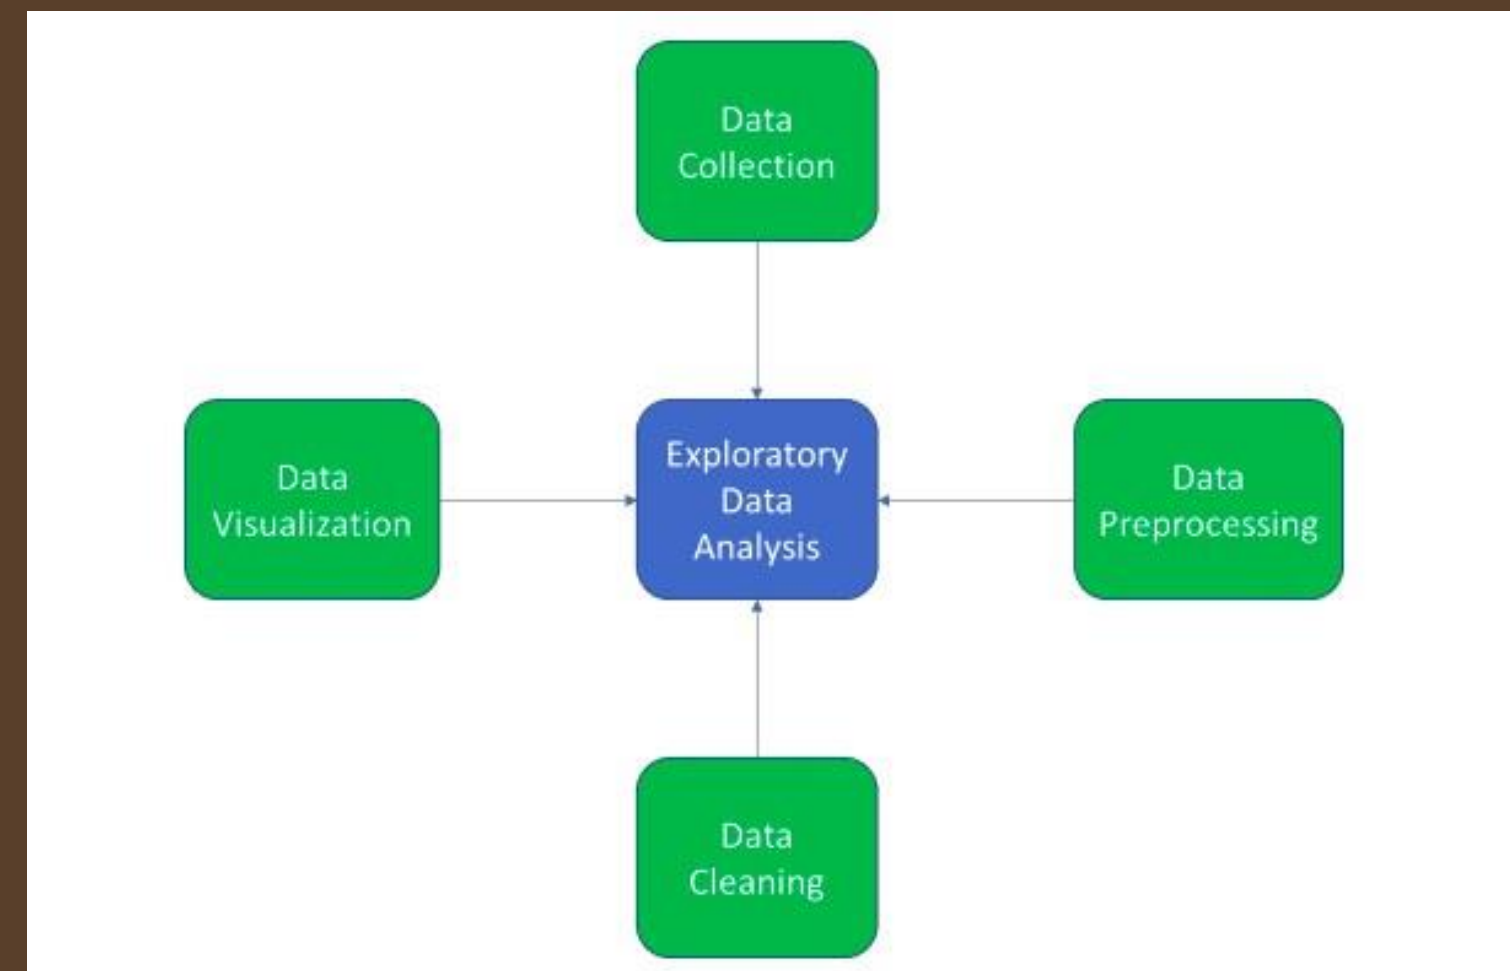 Data
Collection
Data
Visualization
Exploratory
Data
Analysis
Data
Preprocessing
Data
Cleaning